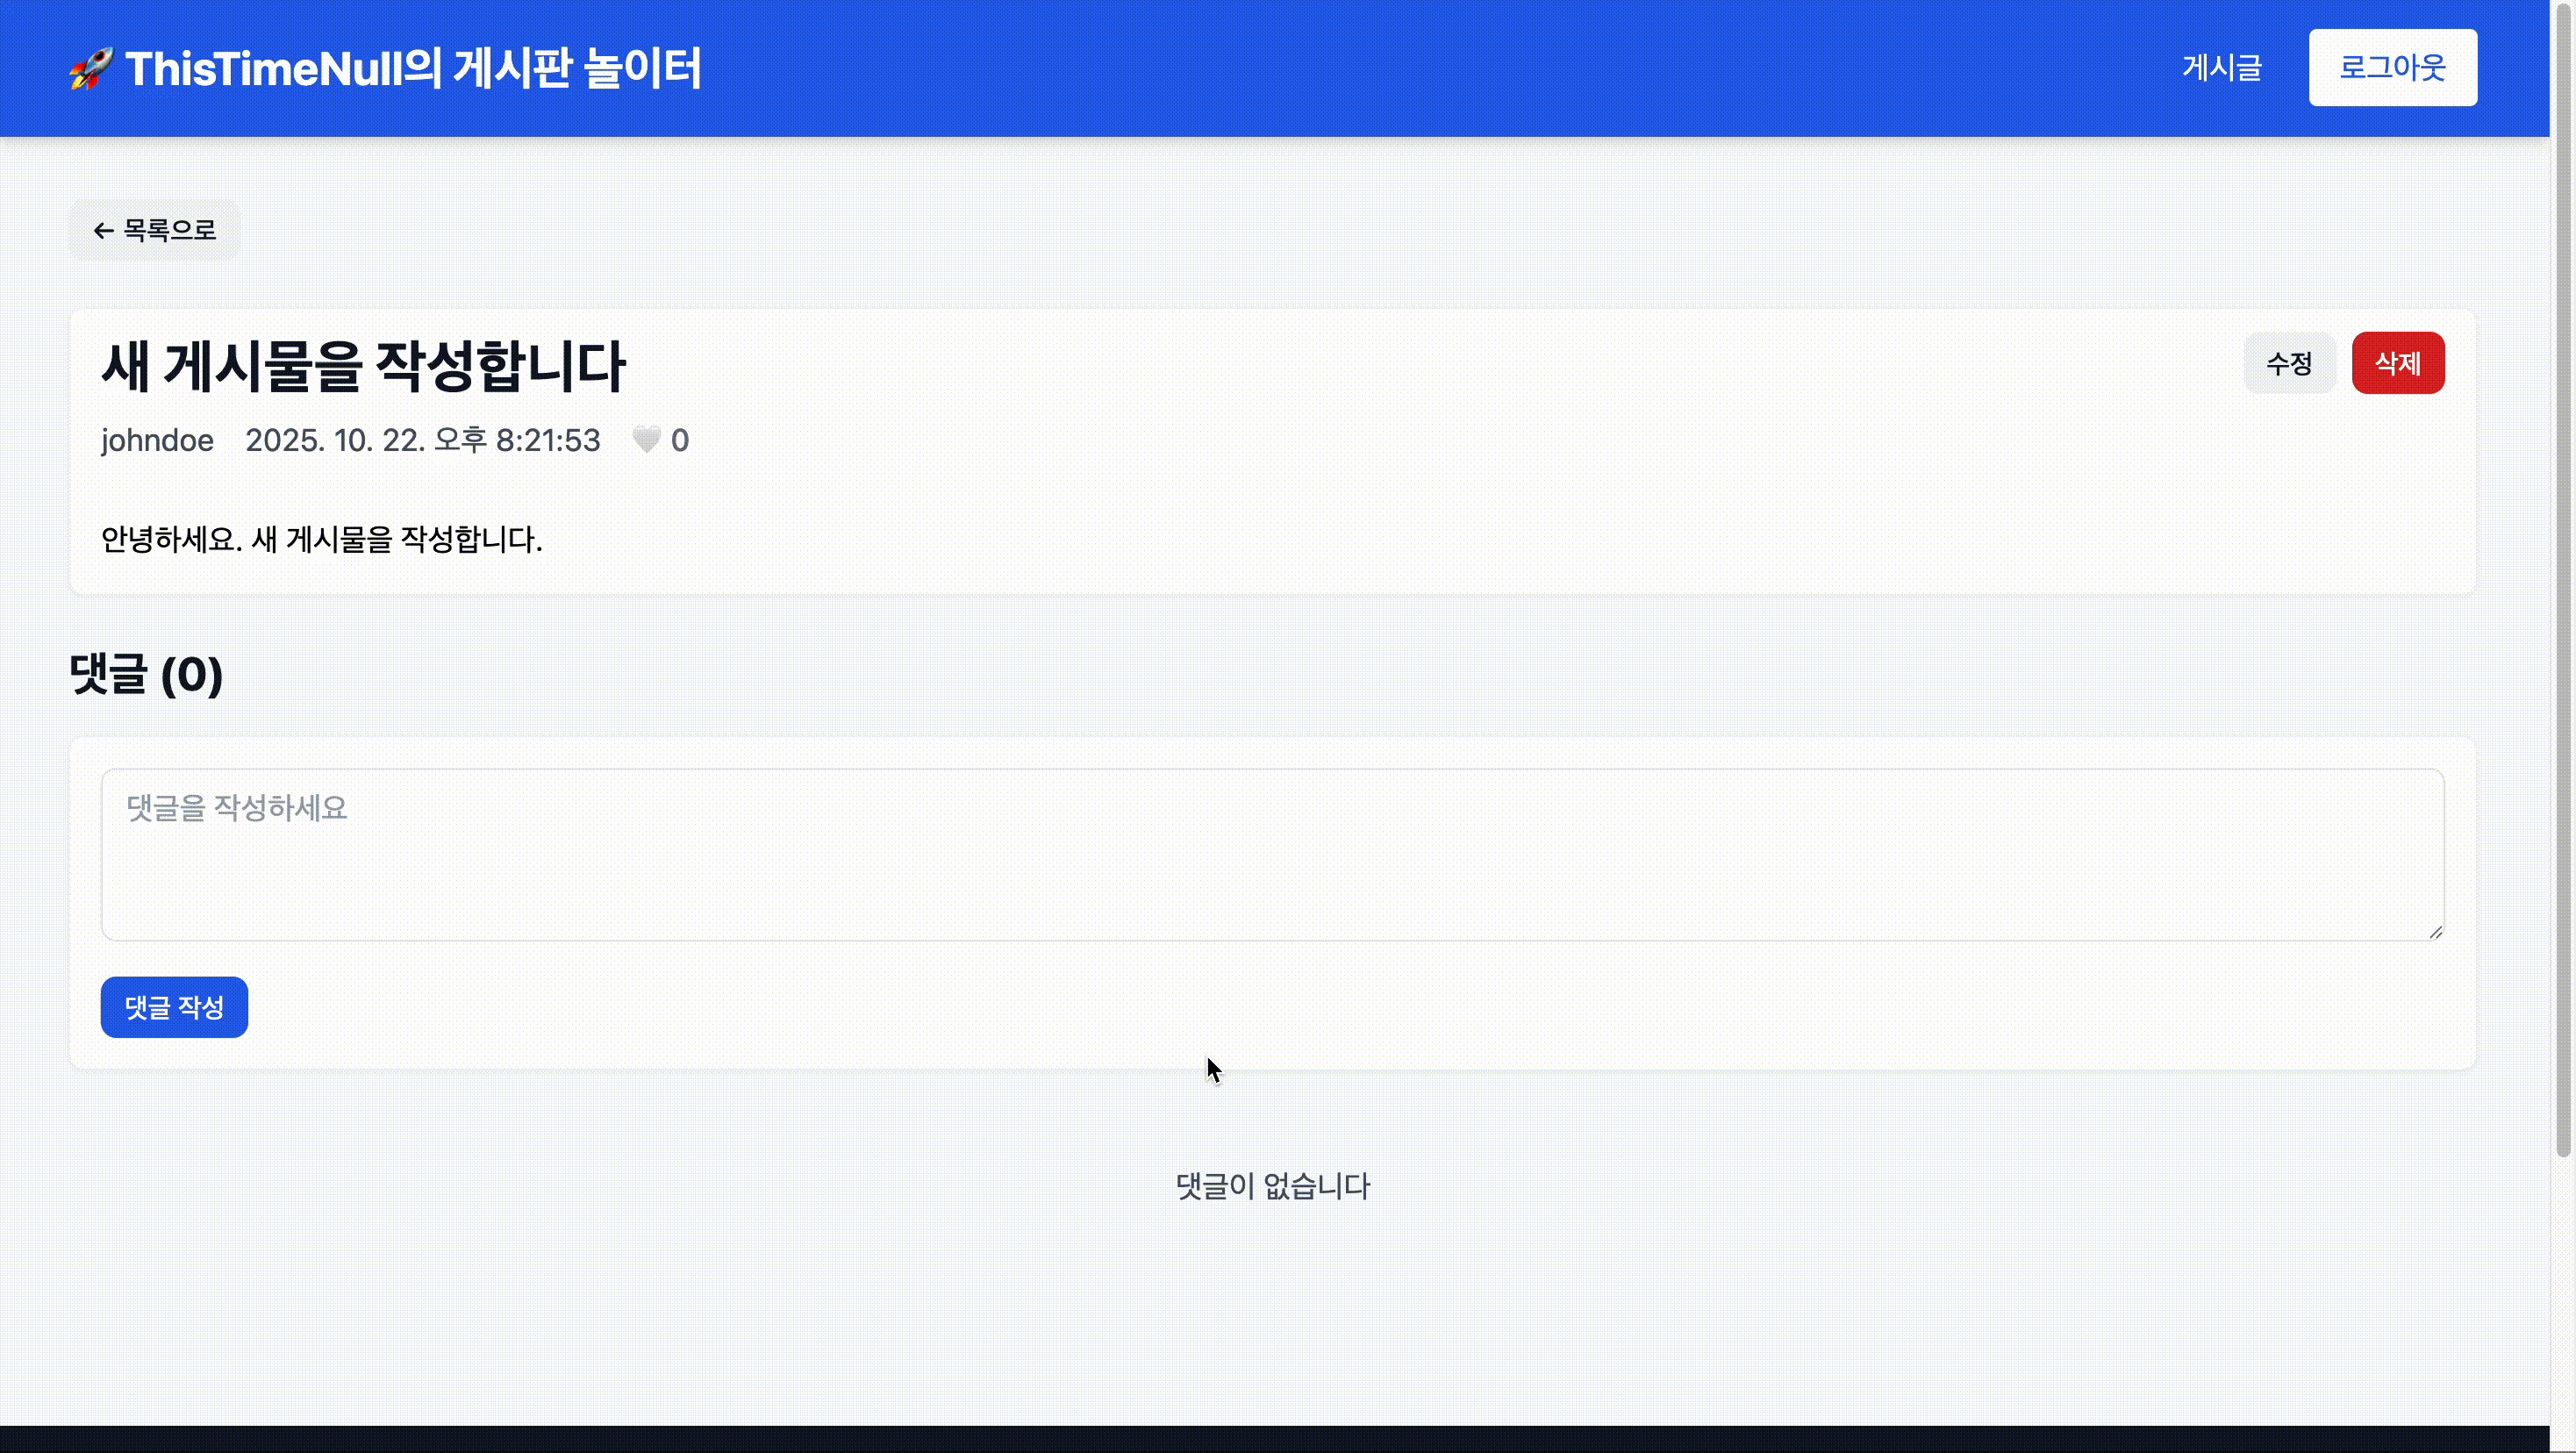 🚀 ThisTimeNull의 게시판 놀이터
게시글
로그아웃
← 목록으로
새 게시물을 작성합니다
수정
삭제
johndoe 2025. 10. 22. 오후 8:21:53 🤍 0
안녕하세요. 새 게시물을 작성합니다.
댓글 (0)
댓글을 작성하세요
댓글 작성
댓글이 없습니다